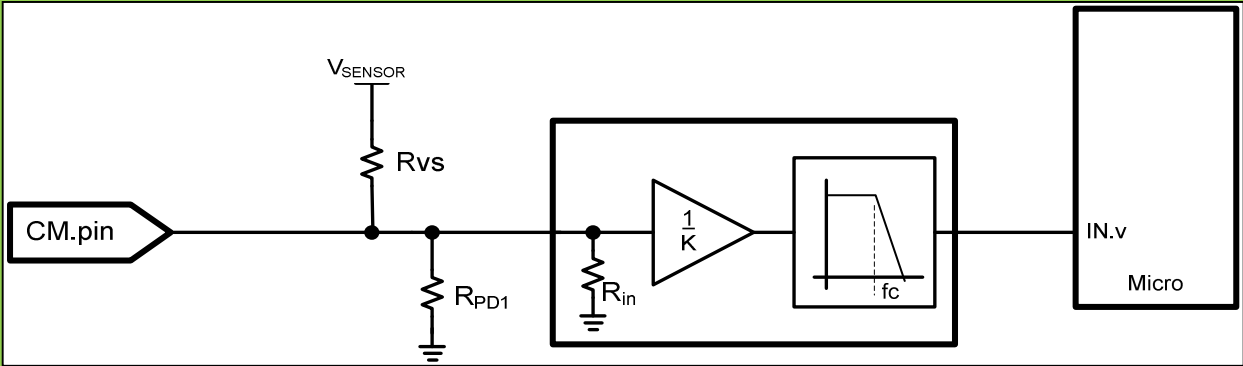 VSENSOR
Rvs
CM.pin
RPD1
Rin
1
K
fc
IN.v
Micro